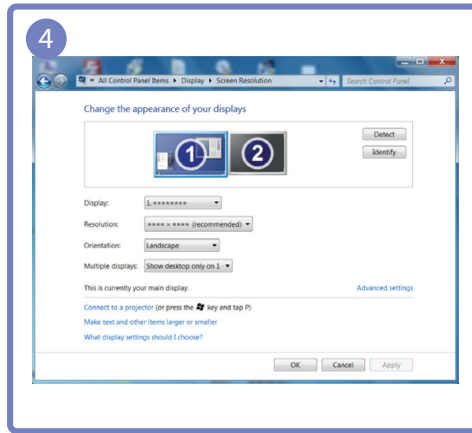 4
« All Control Panel Items ▸ Display ▸ Screen Resolution Search Control Panel
Change the appearance of your displays
1 2
Detect
Identify
Display: 1. ********
Resolution: **** × **** (recommended)
Orientation: Landscape
Multiple displays: Show desktop only on 1
This is currently your main display. Advanced settings
Connect to a projector (or press the key and tap P)
Make text and other items larger or smaller
What display settings should I choose?
OK Cancel Apply